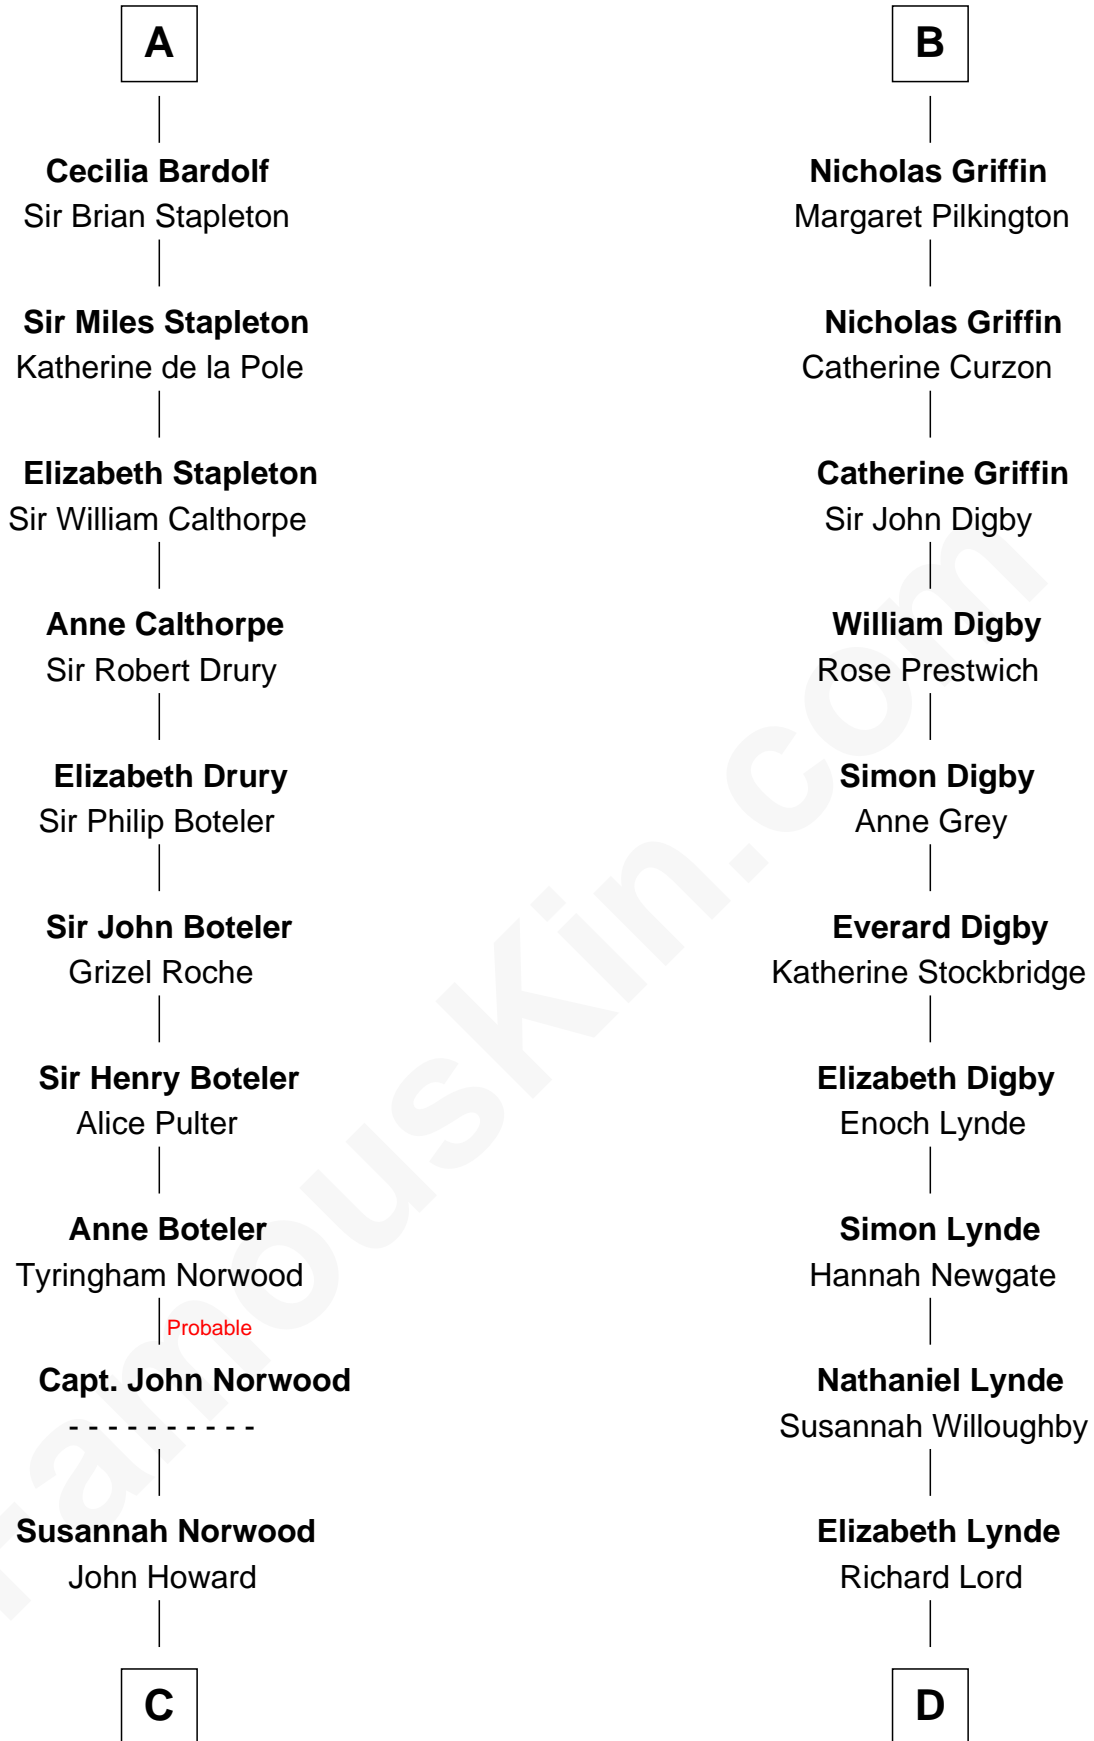 A
Cecilia Bardolf
Sir Brian Stapleton
Sir Miles Stapleton
Katherine de la Pole
Elizabeth Stapleton
Sir William Calthorpe
Anne Calthorpe
Sir Robert Drury
Elizabeth Drury
Sir Philip Boteler
Sir John Boteler
Grizel Roche
Sir Henry Boteler
Alice Pulter
Anne Boteler
Tyringham Norwood
Probable
Capt. John Norwood
- - - - - - - - - -
Susannah Norwood
John Howard
C
B
Nicholas Griffin
Margaret Pilkington
Nicholas Griffin
Catherine Curzon
Catherine Griffin
Sir John Digby
William Digby
Rose Prestwich
Simon Digby
Anne Grey
Everard Digby
Katherine Stockbridge
Elizabeth Digby
Enoch Lynde
Simon Lynde
Hannah Newgate
Nathaniel Lynde
Susannah Willoughby
Elizabeth Lynde
Richard Lord
D
FamousKin.com